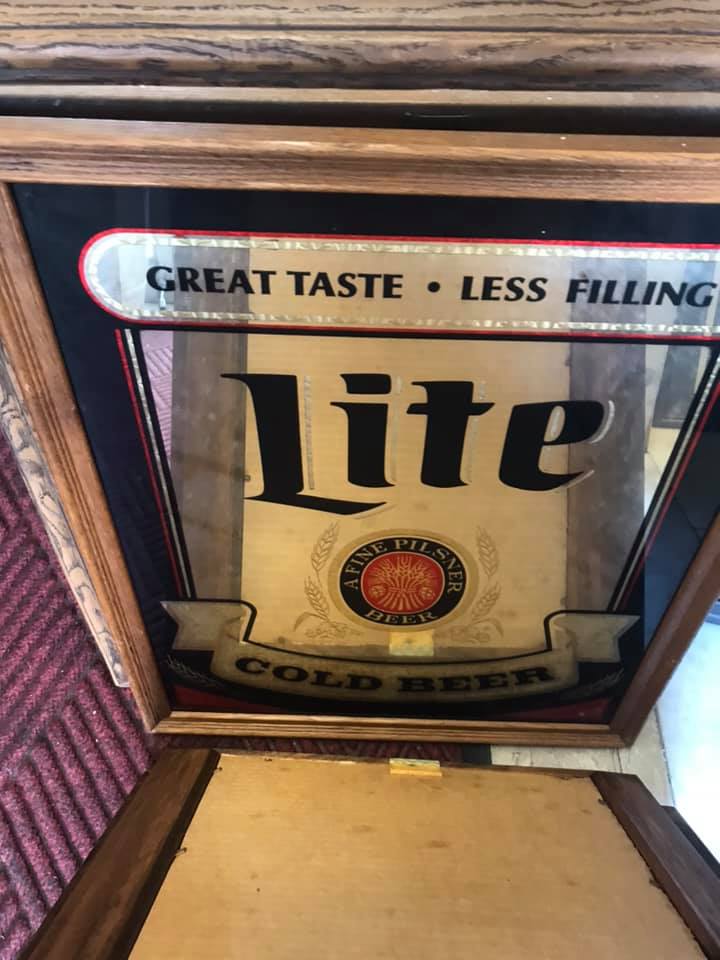 GREAT TASTE • LESS FILLING
Lite
A FINE PILSNER
BEER
COLD BEER